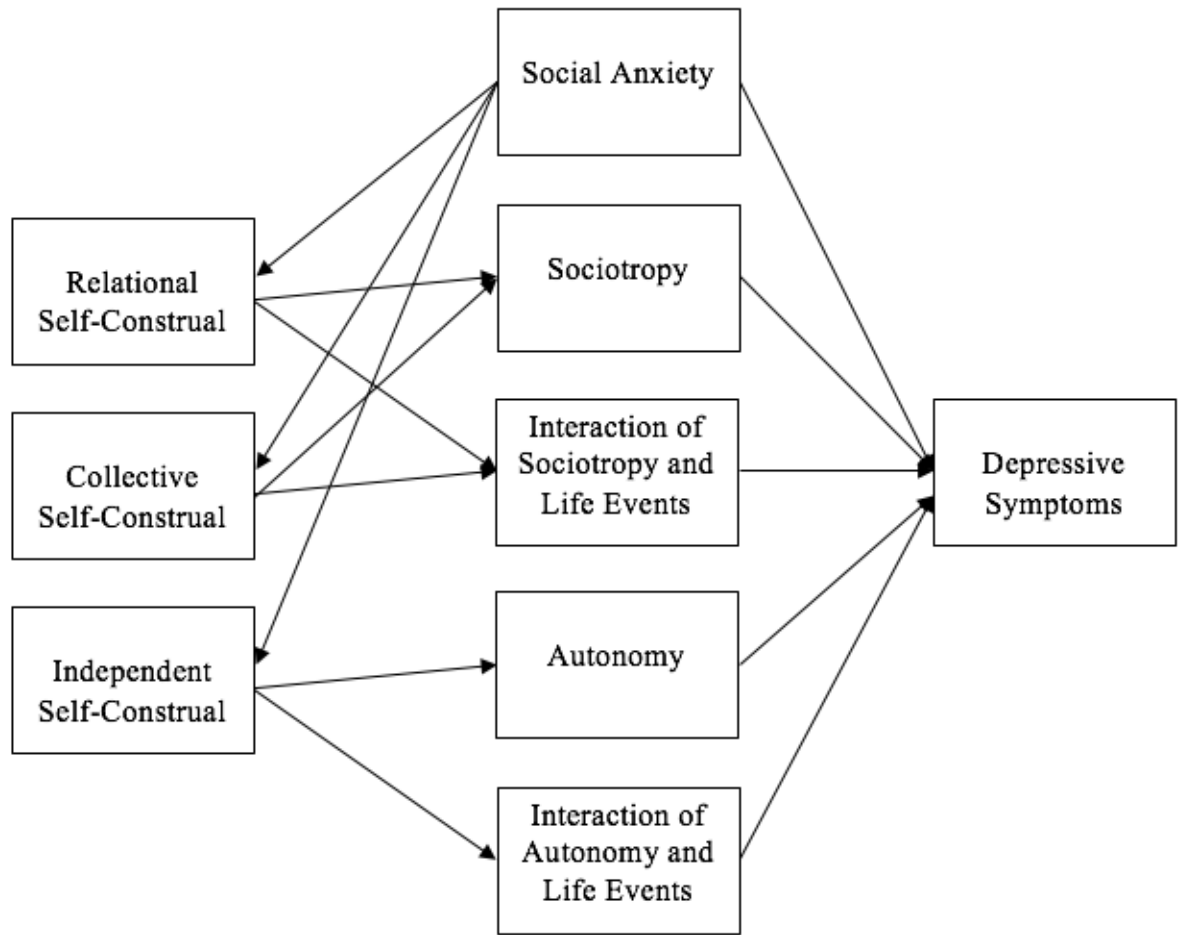 Social Anxiety
Relational
Self-Construal
Sociotropy
Collective
Self-Construal
Interaction of
Sociotropy and
Life Events
Depressive
Symptoms
Independent
Self-Construal
Autonomy
Interaction of
Autonomy and
Life Events